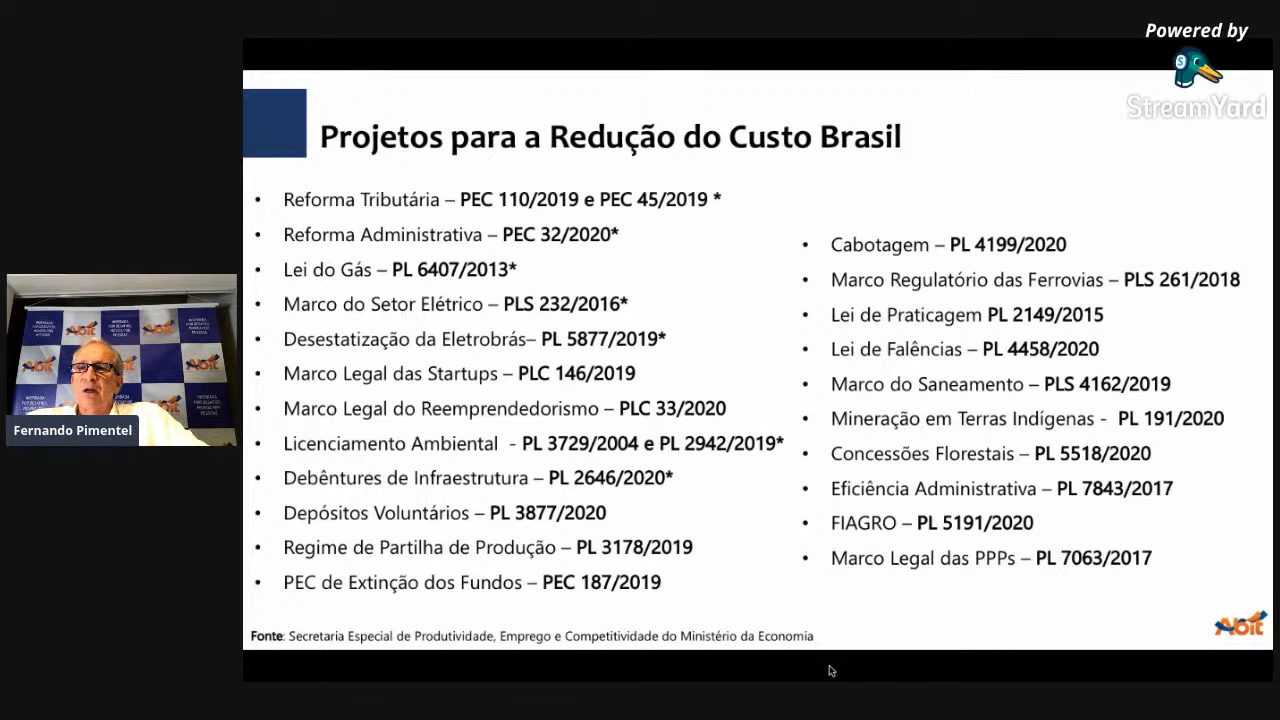 Powered by
StreamYard
Projetos para a Redução do Custo Brasil
• Reforma Tributária – PEC 110/2019 e PEC 45/2019 *
• Reforma Administrativa – PEC 32/2020*
• Lei do Gás – PL 6407/2013*
• Marco do Setor Elétrico – PLS 232/2016*
• Desestatização da Eletrobrás– PL 5877/2019*
• Marco Legal das Startups – PLC 146/2019
• Marco Legal do Reemprendedorismo – PLC 33/2020
• Licenciamento Ambiental - PL 3729/2004 e PL 2942/2019*
• Debêntures de Infraestrutura – PL 2646/2020*
• Depósitos Voluntários – PL 3877/2020
• Regime de Partilha de Produção – PL 3178/2019
• PEC de Extinção dos Fundos – PEC 187/2019
• Cabotagem – PL 4199/2020
• Marco Regulatório das Ferrovias – PLS 261/2018
• Lei de Praticagem PL 2149/2015
• Lei de Falências – PL 4458/2020
• Marco do Saneamento – PLS 4162/2019
• Mineração em Terras Indígenas - PL 191/2020
• Concessões Florestais – PL 5518/2020
• Eficiência Administrativa – PL 7843/2017
• FIAGRO – PL 5191/2020
• Marco Legal das PPPs – PL 7063/2017
Fonte: Secretaria Especial de Produtividade, Emprego e Competitividade do Ministério da Economia
Abit
Fernando Pimentel